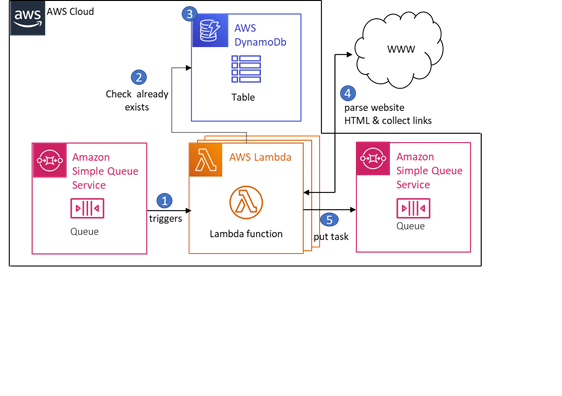 aws
AWS Cloud
3
AWS
DynamoDb
Table
WWW
2
Check already
exists
4
parse website
HTML & collect links
Amazon
Simple Queue
Service
Queue
1
triggers
AWS Lambda
Lambda function
5
put task
Amazon
Simple Queue
Service
Queue